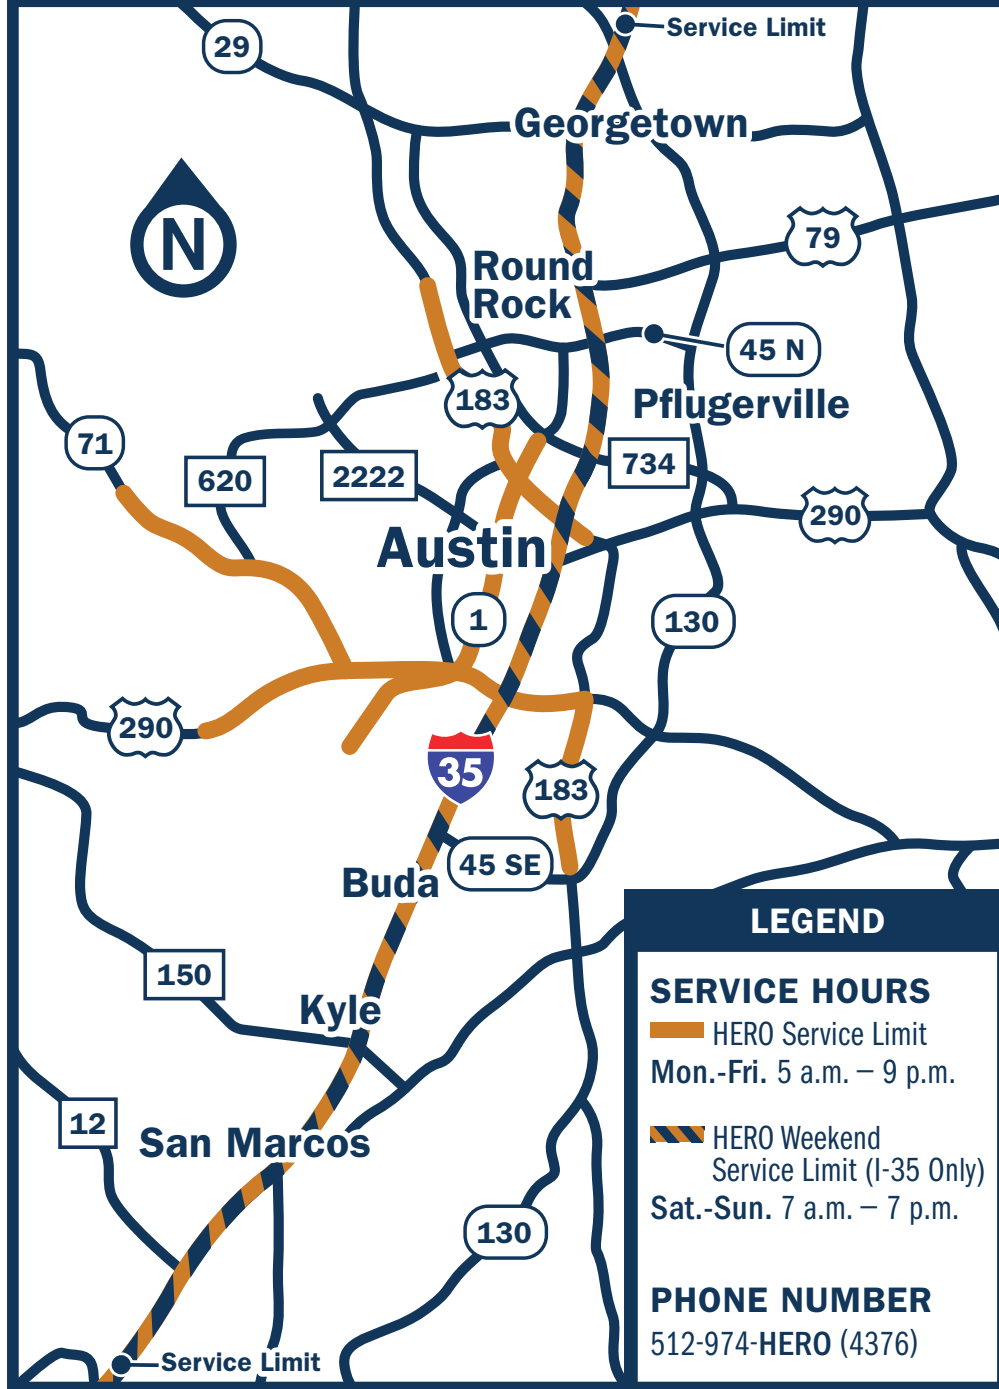 Service Limit
29
Georgetown
N
79
Round
Rock
45 N
183
Pflugerville
71
620
2222
734
290
Austin
1
130
290
35
183
45 SE
Buda
150
Kyle
12
San Marcos
130
Service Limit
LEGEND
SERVICE HOURS
HERO Service Limit
Mon.-Fri. 5 a.m. – 9 p.m.
HERO Weekend
Service Limit (I-35 Only)
Sat.-Sun. 7 a.m. – 7 p.m.
PHONE NUMBER
512-974-HERO (4376)